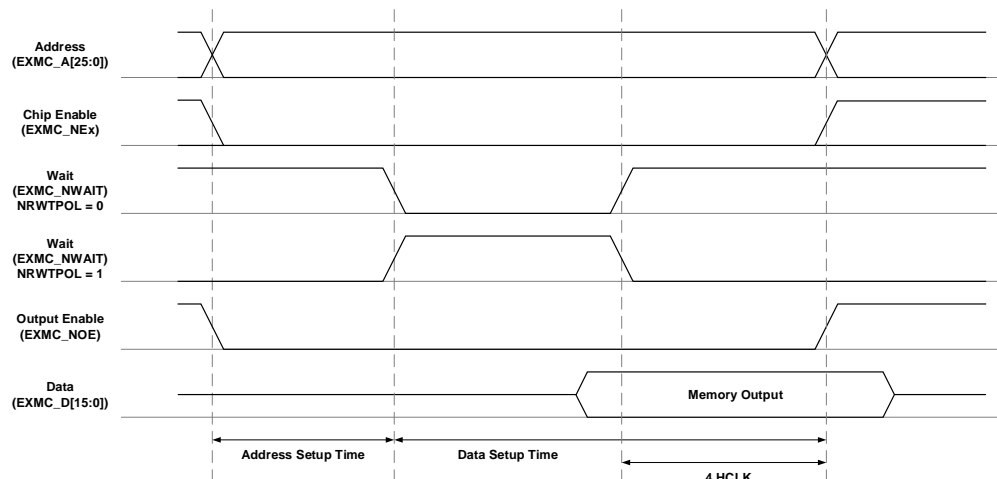 Address
(EXMC_A[25:0])
Chip Enable
(EXMC_NEx)
Wait
(EXMC_NWAIT)
NRWTPOL = 0
Wait
(EXMC_NWAIT)
NRWTPOL = 1
Output Enable
(EXMC_NOE)
Data
(EXMC_D[15:0])
Memory Output
Address Setup Time
Data Setup Time
4 HCLK